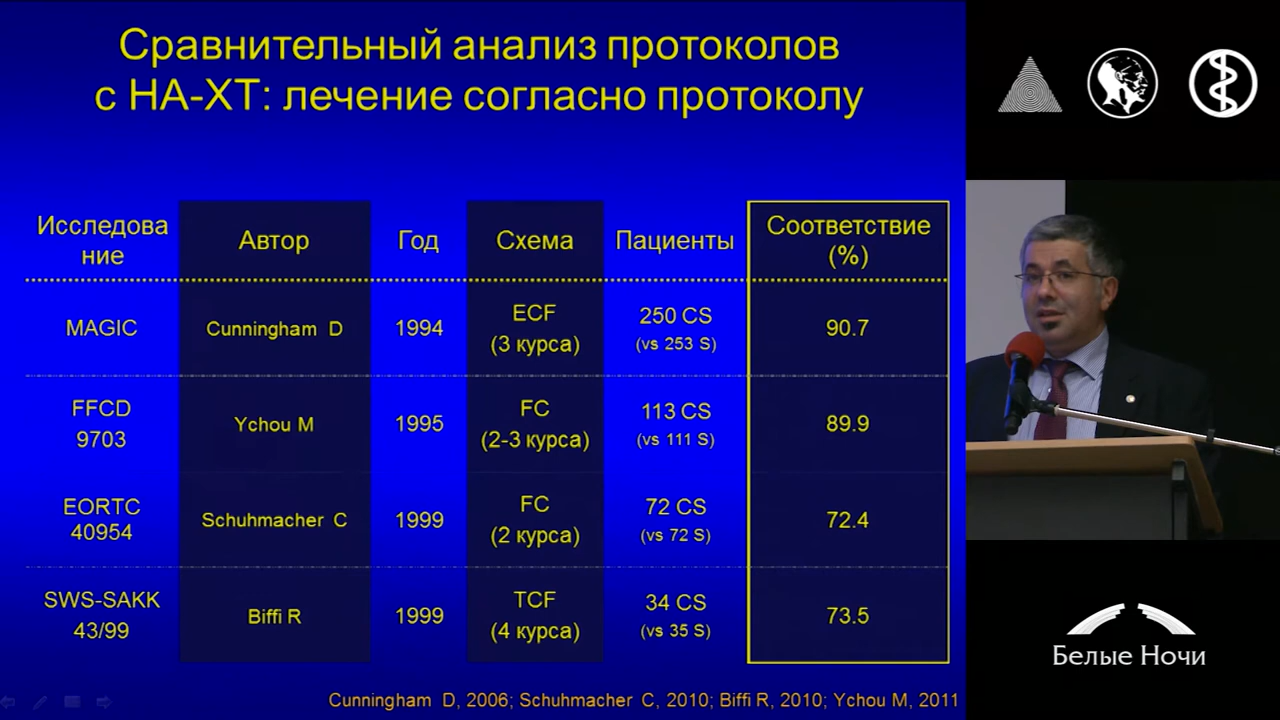 Сравнительный анализ протоколов
с НА-ХТ: лечение согласно протоколу
Исследова
ние
Автор
Год
Схема
Пациенты
Соответствие
(%)
MAGIC
Cunningham D
1994
ECF
(3 курса)
250 CS
(vs 253 S)
90.7
FFCD
9703
Ychou M
1995
FC
(2-3 курса)
113 CS
(vs 111 S)
89.9
EORTC
40954
Schuhmacher C
1999
FC
(2 курса)
72 CS
(vs 72 S)
72.4
SWS-SAKK
43/99
Biffi R
1999
TCF
(4 курса)
34 CS
(vs 35 S)
73.5
Cunningham D, 2006; Schuhmacher C, 2010; Biffi R, 2010; Ychou M, 2011
Белые Ночи